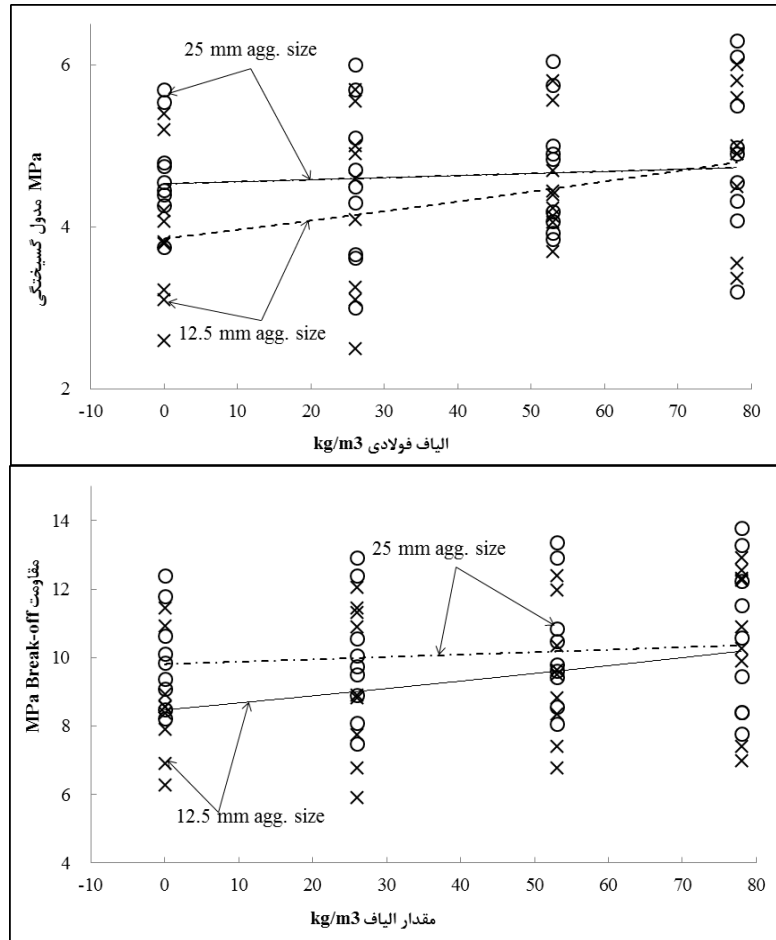 25 mm agg. size
12.5 mm agg. size
6
4
2
-10 0 10 20 30 40 50 60 70 80
مدول گسیختگی MPa
الیاف فولادی kg/m3
14
12
10
8
6
4
25 mm agg. size
12.5 mm agg. size
-10 0 10 20 30 40 50 60 70 80
مقاومت Break-off MPa
مقدار الیاف kg/m3